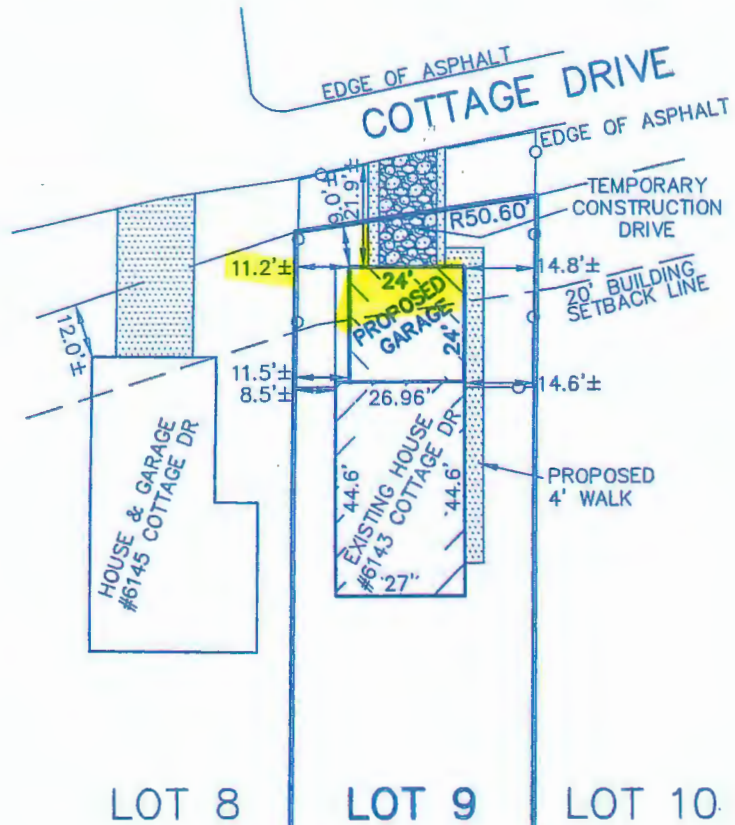 EDGE OF ASPHALT
COTTAGE DRIVE
EDGE OF ASPHALT
9.0'±
21.9'±
R50.60'
TEMPORARY
CONSTRUCTION
DRIVE
11.2'±
24'
14.8'±
20' BUILDING
SETBACK LINE
PROPOSED
GARAGE
24'
12.0'±
11.5'±
8.5'±
26.96'
14.6'±
HOUSE & GARAGE
#6145 COTTAGE DR
44.6'
EXISTING HOUSE
#6143 COTTAGE DR
44.6'
27'
PROPOSED
4' WALK
LOT 8
LOT 9
LOT 10